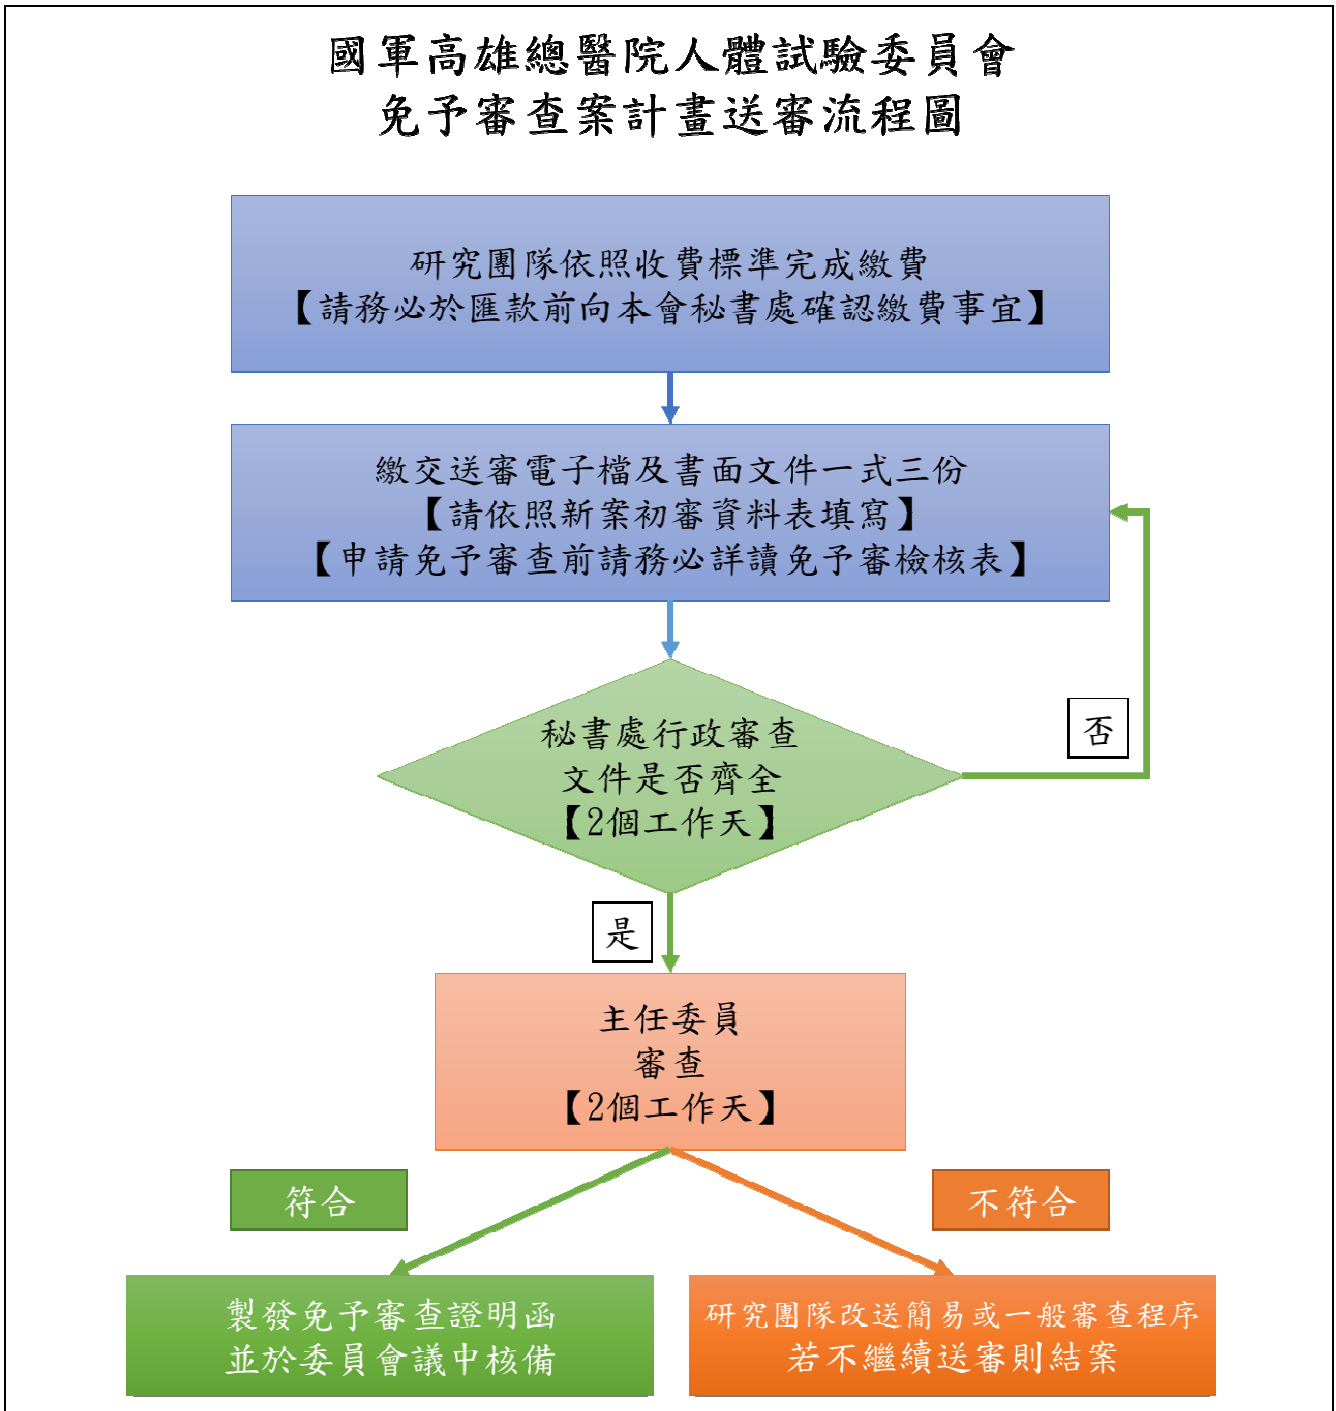 國軍高雄總醫院人體試驗委員會
免予審查案計畫送審流程圖
研究團隊依照收費標準完成繳費
【請務必於匯款前向本會秘書處確認繳費事宜】
繳交送審電子檔及書面文件一式三份
【請依照新案初審資料表填寫】
【申請免予審查前請務必詳讀免予審檢核表】
秘書處行政審查
文件是否齊全
【2個工作天】
否
是
主任委員
審查
【2個工作天】
符合
不符合
製發免予審查證明函
並於委員會議中核備
研究團隊改送簡易或一般審查程序
若不繼續送審則結案